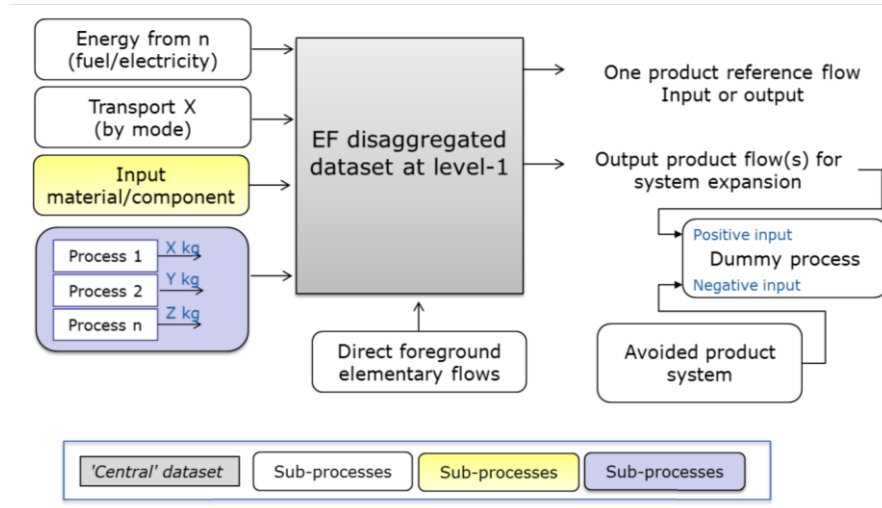 Energy from n
(fuel/electricity)
Transport X
(by mode)
Input
material/component
Process 1
X kg
Process 2
Y kg
Process n
Z kg
EF disaggregated
dataset at level-1
Direct foreground
elementary flows
One product reference flow
Input or output
Output product flow(s) for
system expansion
Positive input
Dummy process
Negative input
Avoided product
system
'Central' dataset
Sub-processes
Sub-processes
Sub-processes